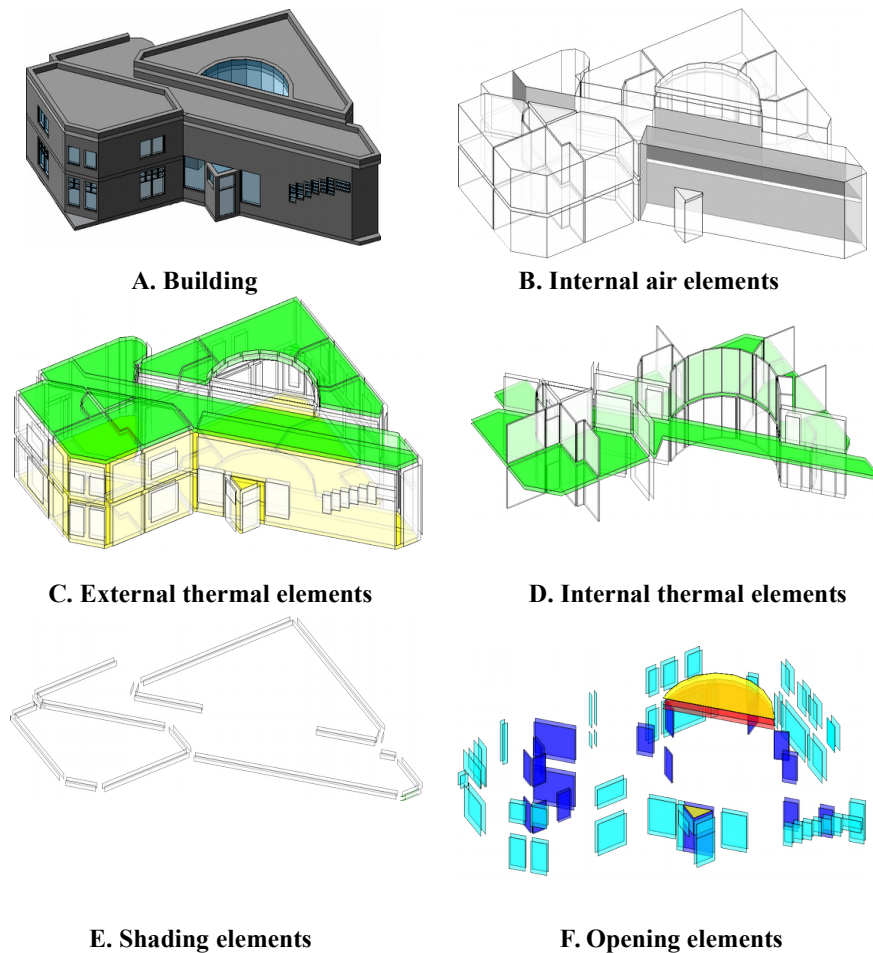 A. Building
B. Internal air elements
C. External thermal elements
D. Internal thermal elements
E. Shading elements
F. Opening elements